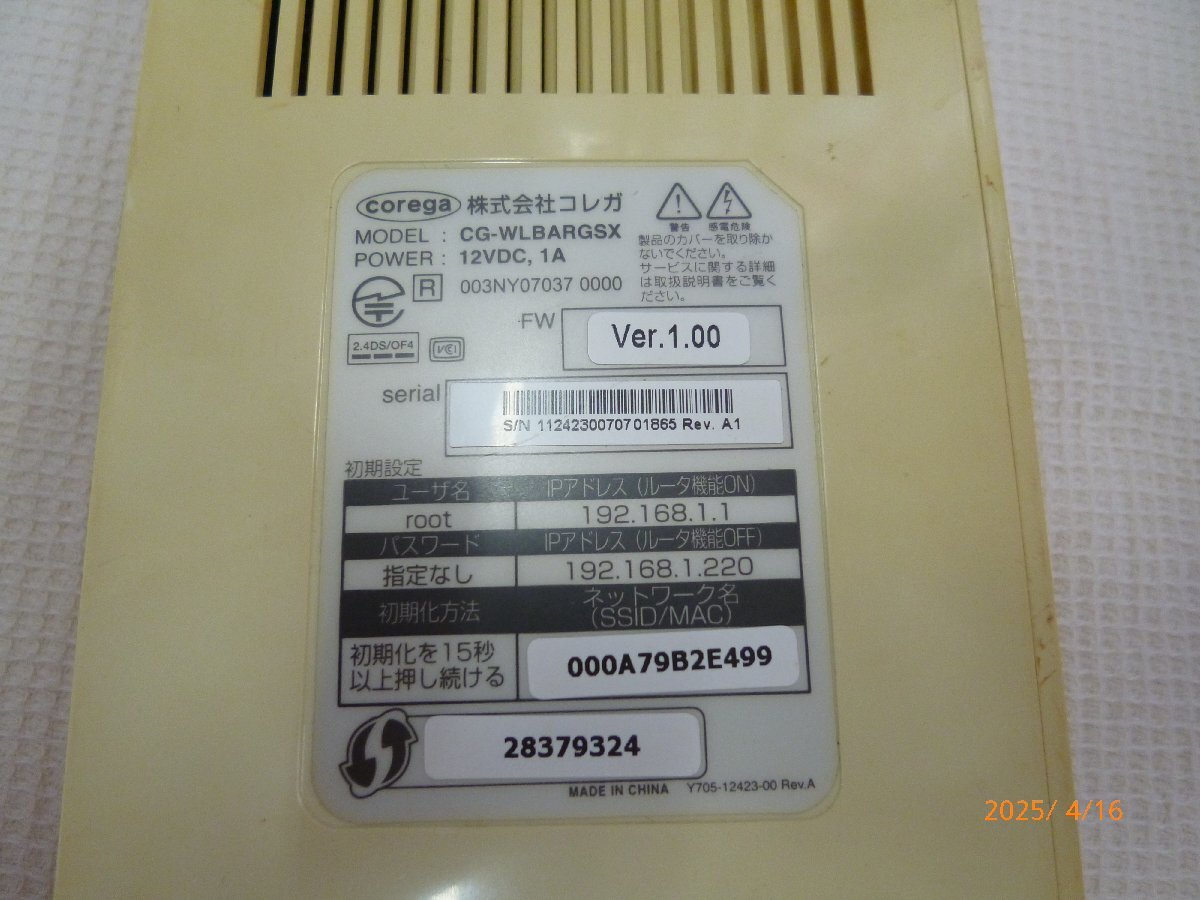 corega 株式会社コレガ
MODEL : CG-WLBARGSX
POWER : 12VDC, 1A
R 003NY07037 0000
警告 感電危険
製品のカバーを取り除か
ないでください。
サービスに関する詳細
は取扱説明書をご覧く
ださい。
FW Ver.1.00
2.4DS/OF4
VCI
serial
S/N 1124230070701865 Rev. A1
初期設定
ユーザ名 IPアドレス（ルータ機能ON）
root 192.168.1.1
パスワード IPアドレス（ルータ機能OFF）
指定なし 192.168.1.220
初期化方法 ネットワーク名
（SSID/MAC）
初期化を15秒
以上押し続ける
000A79B2E499
28379324
MADE IN CHINA Y705-12423-00 Rev.A
2025/ 4/16